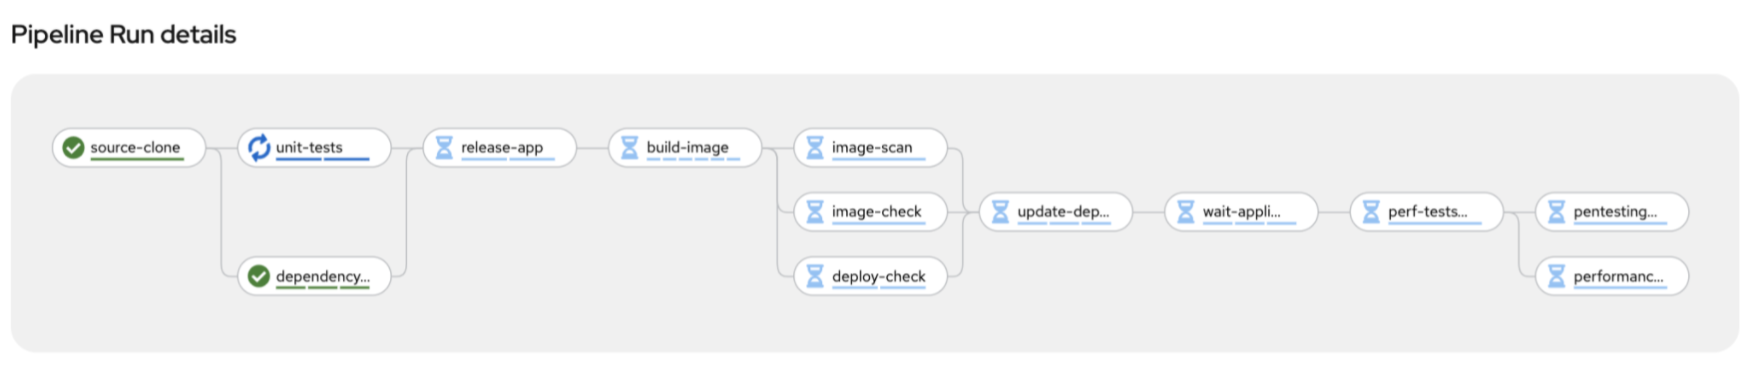 Pipeline Run details
source-clone
unit-tests
release-app
build-image
image-scan
image-check
update-dep...
wait-appli...
perf-tests...
pentesting...
dependency...
deploy-check
performanc...